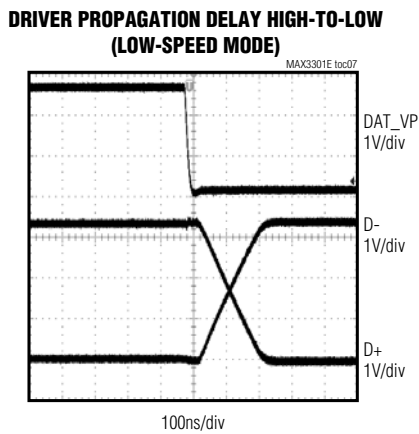 DRIVER PROPAGATION DELAY HIGH-TO-LOW
(LOW-SPEED MODE)
MAX3301E toc07
DAT_VP
1V/div
D-
1V/div
D+
1V/div
100ns/div